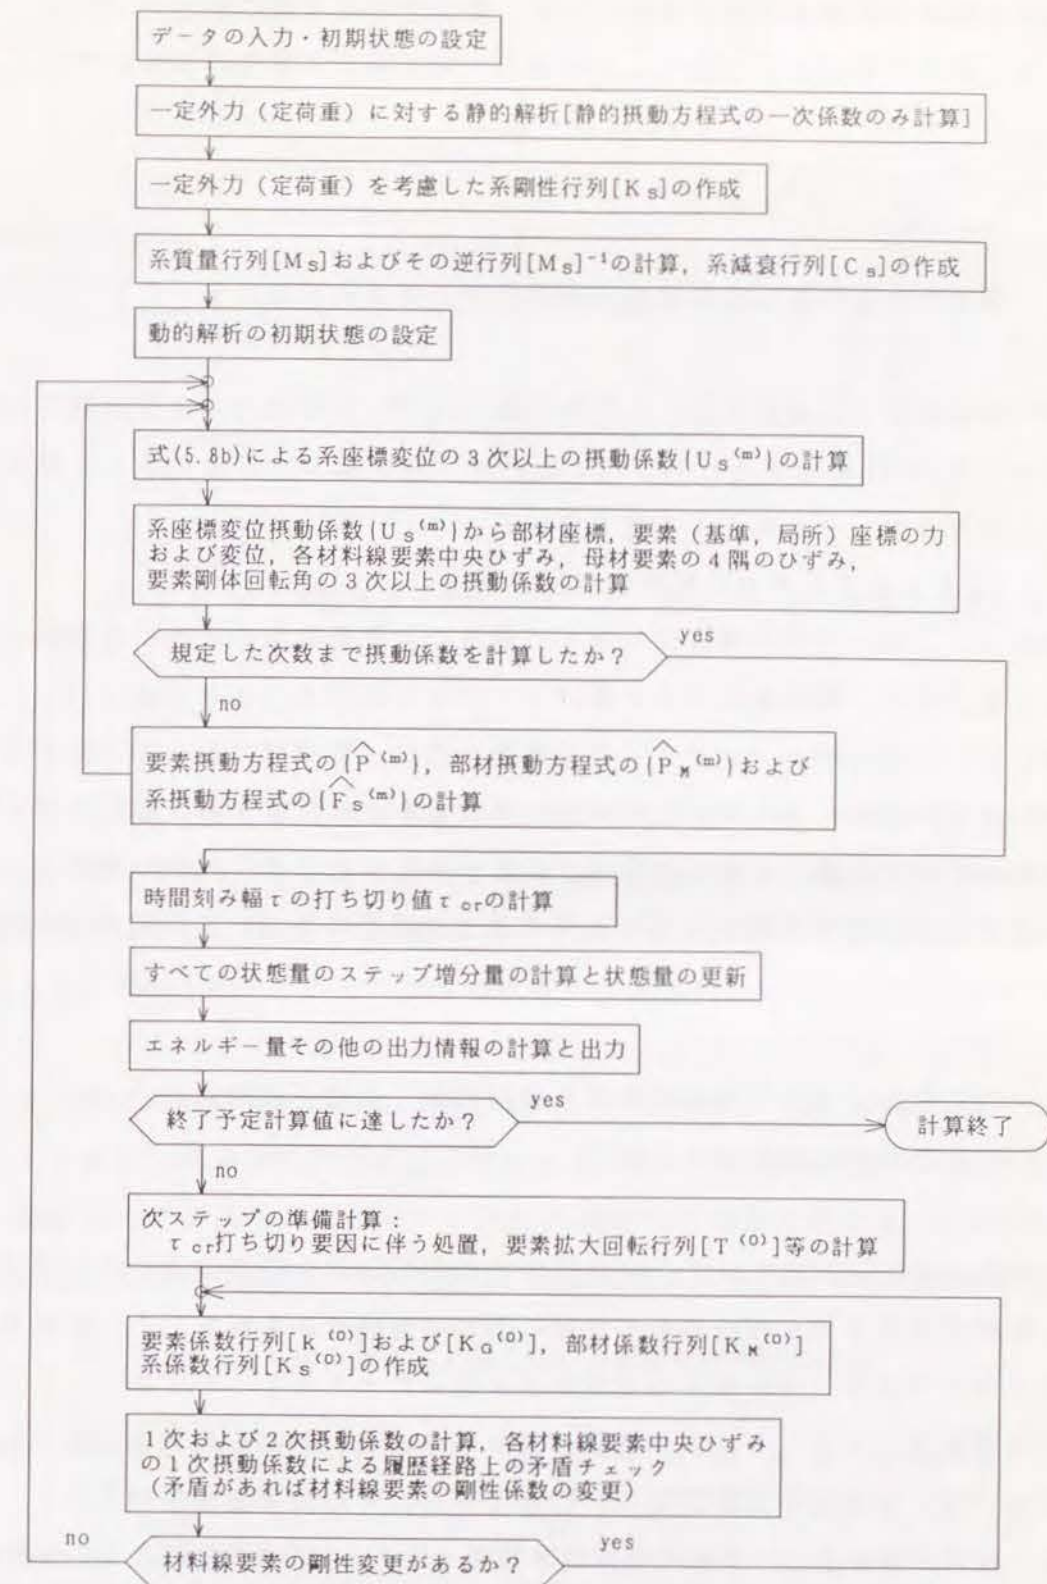 データの入力・初期状態の設定
一定外力（定荷重）に対する静的解析[静的摂動方程式の一次係数のみ計算]
一定外力（定荷重）を考慮した系剛性行列[Ks]の作成
系質量行列[Ms]およびその逆行列[Ms]⁻¹の計算，系減衰行列[Cs]の作成
動的解析の初期状態の設定
式(5.8b)による系座標変位の３次以上の摂動係数{Us⁽ᵐ⁾}の計算
系座標変位摂動係数{Us⁽ᵐ⁾}から部材座標，要素（基準，局所）座標の力
および変位，各材料線要素中央ひずみ，母材要素の４隅のひずみ，
要素剛体回転角の３次以上の摂動係数の計算
規定した次数まで摂動係数を計算したか？
yes
no
要素摂動方程式の{P̂⁽ᵐ⁾}，部材摂動方程式の{P̂M⁽ᵐ⁾}および
系摂動方程式の{F̂s⁽ᵐ⁾}の計算
時間刻み幅τの打ち切り値τcrの計算
すべての状態量のステップ増分量の計算と状態量の更新
エネルギー量その他の出力情報の計算と出力
終了予定計算値に達したか？
yes
計算終了
no
次ステップの準備計算：
τcr打ち切り要因に伴う処置，要素拡大回転行列[T⁽⁰⁾]等の計算
要素係数行列[k⁽⁰⁾]および[KG⁽⁰⁾]，部材係数行列[KM⁽⁰⁾]
系係数行列[Ks⁽⁰⁾]の作成
１次および２次摂動係数の計算，各材料線要素中央ひずみ
の１次摂動係数による履歴経路上の矛盾チェック
（矛盾があれば材料線要素の剛性係数の変更）
no
材料線要素の剛性変更があるか？
yes